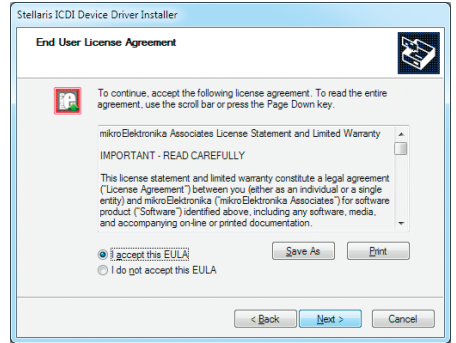 Stellaris ICDI Device Driver Installer
End User License Agreement
To continue, accept the following license agreement. To read the entire
agreement, use the scroll bar or press the Page Down key.
mikroElektronika Associates License Statement and Limited Warranty
IMPORTANT - READ CAREFULLY
This license statement and limited warranty constitute a legal agreement
("License Agreement") between you (either as an individual or a single
entity) and mikroElektronika ("mikroElektronika Associates") for software
product ("Software") identified above, including any software, media,
and accompanying on-line or printed documentation.
I accept this EULA
Save As
Print
I do not accept this EULA
< Back
Next >
Cancel